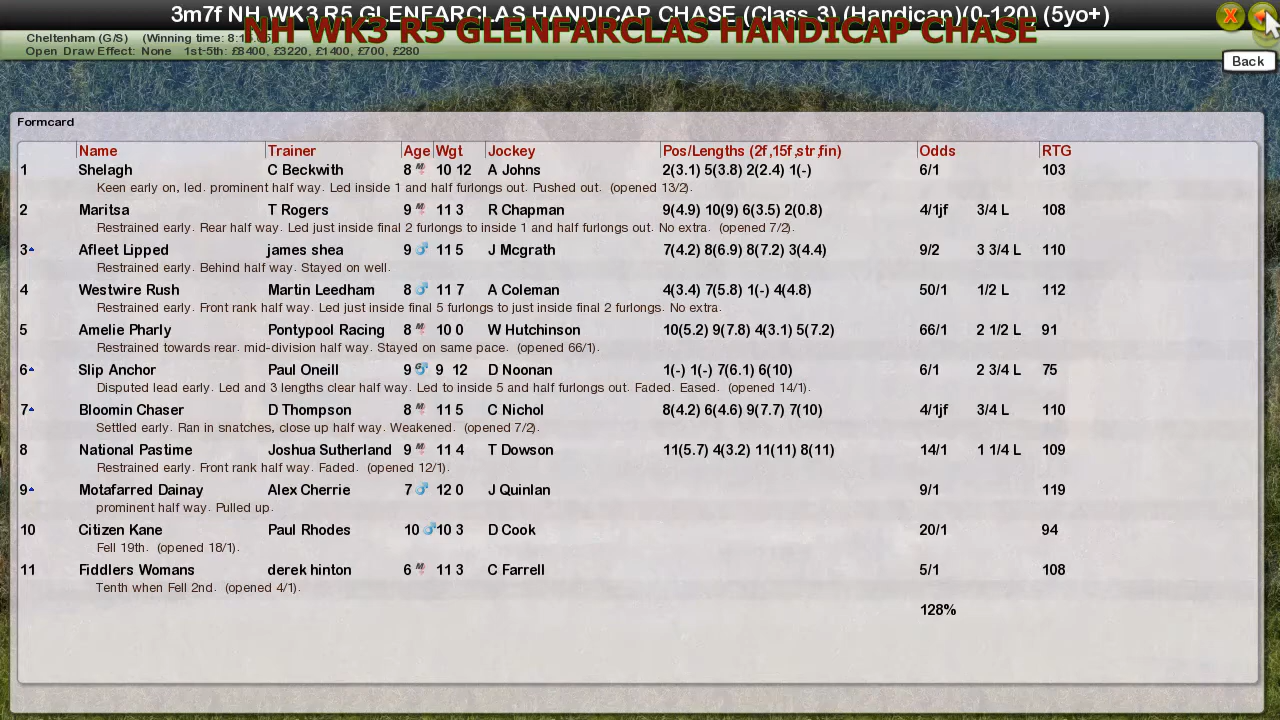 3m7f NH WK3 R5 GLENFARCLAS HANDICAP CHASE (Class 3) (Handicap)(0-120) (5yo+)
NH WK3 R5 GLENFARCLAS HANDICAP CHASE
X
Cheltenham (G/S) (Winning time: 8:1
Open Draw Effect: None 1st-5th: £8400, £3220, £1400, £700, £280
Back
Formcard
Name Trainer Age Wgt Jockey Pos/Lengths (2f,15f,str,fin) Odds RTG
1 Shelagh C Beckwith 8 10 12 A Johns 2(3.1) 5(3.8) 2(2.4) 1(-) 6/1 103
Keen early on, led. prominent half way. Led inside 1 and half furlongs out. Pushed out. (opened 13/2).
2 Maritsa T Rogers 9 11 3 R Chapman 9(4.9) 10(9) 6(3.5) 2(0.8) 4/1jf 3/4 L 108
Restrained early. Rear half way. Led just inside final 2 furlongs to inside 1 and half furlongs out. No extra. (opened 7/2).
3 Afleet Lipped james shea 9 11 5 J Mcgrath 7(4.2) 8(6.9) 8(7.2) 3(4.4) 9/2 3 3/4 L 110
Restrained early. Behind half way. Stayed on well.
4 Westwire Rush Martin Leedham 8 11 7 A Coleman 4(3.4) 7(5.8) 1(-) 4(4.8) 50/1 1/2 L 112
Restrained early. Front rank half way. Led just inside final 5 furlongs to just inside final 2 furlongs. No extra.
5 Amelie Pharly Pontypool Racing 8 10 0 W Hutchinson 10(5.2) 9(7.8) 4(3.1) 5(7.2) 66/1 2 1/2 L 91
Restrained towards rear. mid-division half way. Stayed on same pace. (opened 66/1).
6 Slip Anchor Paul Oneill 9 9 12 D Noonan 1(-) 1(-) 7(6.1) 6(10) 6/1 2 3/4 L 75
Disputed lead early. Led and 3 lengths clear half way. Led to inside 5 and half furlongs out. Faded. Eased. (opened 14/1).
7 Bloomin Chaser D Thompson 8 11 5 C Nichol 8(4.2) 6(4.6) 9(7.7) 7(10) 4/1jf 3/4 L 110
Settled early. Ran in snatches, close up half way. Weakened. (opened 7/2).
8 National Pastime Joshua Sutherland 9 11 4 T Dowson 11(5.7) 4(3.2) 11(11) 8(11) 14/1 1 1/4 L 109
Restrained early. Front rank half way. Faded. (opened 12/1).
9 Motafarred Dainay Alex Cherrie 7 12 0 J Quinlan 9/1 119
prominent half way. Pulled up.
10 Citizen Kane Paul Rhodes 10 10 3 D Cook 20/1 94
Fell 19th. (opened 18/1).
11 Fiddlers Womans derek hinton 6 11 3 C Farrell 5/1 108
Tenth when Fell 2nd. (opened 4/1).
128%